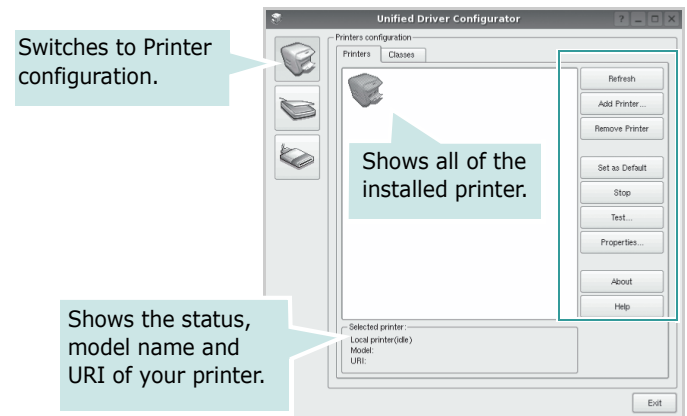 Unified Driver Configurator
Switches to Printer
configuration.
Printers configuration
Printers
Classes
Refresh
Add Printer...
Remove Printer
Shows all of the
installed printer.
Set as Default
Stop
Test...
Properties...
About
Help
Shows the status,
model name and
URI of your printer.
Selected printer:
Local printer(idle)
Model:
URI:
Exit